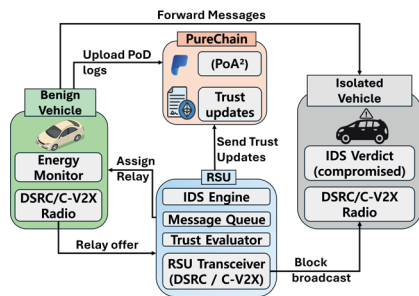 Forward Messages
Upload PoD
logs
PureChain
(PoA²)
Trust
updates
Benign
Vehicle
Energy
Monitor
DSRC/C-V2X
Radio
Isolated
Vehicle
IDS Verdict
(compromised)
DSRC/C-V2X
Radio
Send Trust
Updates
Assign
Relay
RSU
IDS Engine
Message Queue
Trust Evaluator
RSU Transceiver
(DSRC / C-V2X)
Relay offer
Block
broadcast